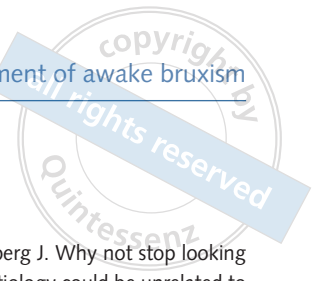 ment of awake bruxism
copyright by
all rights reserved
Quintessenz
berg J. Why not stop looking
tiology could be unrelated to